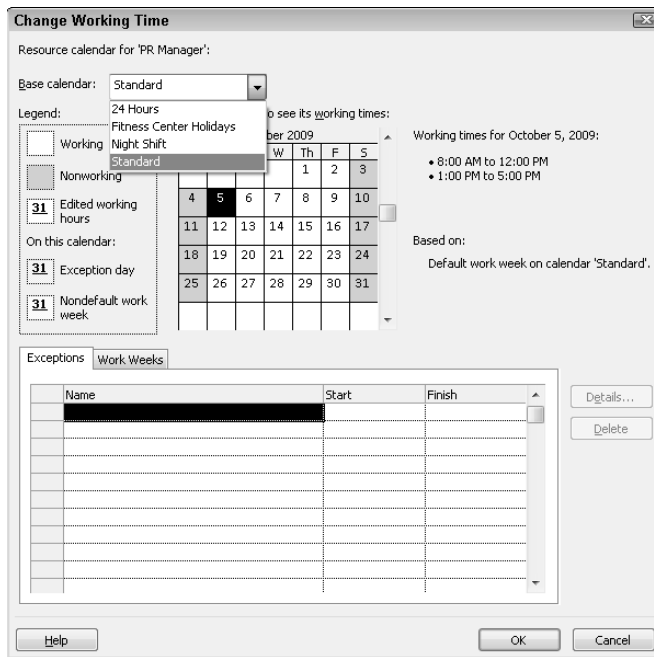 Change Working Time
Resource calendar for 'PR Manager':
Base calendar: Standard
24 Hours
Fitness Center Holidays
Night Shift
Standard
Legend:
Working
Nonworking
31 Edited working hours
On this calendar:
31 Exception day
31 Nondefault work week
o see its working times:
ber 2009
W Th F S
1 2 3
4 5 6 7 8 9 10
11 12 13 14 15 16 17
18 19 20 21 22 23 24
25 26 27 28 29 30 31
Working times for October 5, 2009:
• 8:00 AM to 12:00 PM
• 1:00 PM to 5:00 PM
Based on:
Default work week on calendar 'Standard'.
Exceptions Work Weeks
Name Start Finish
Details...
Delete
Help OK Cancel